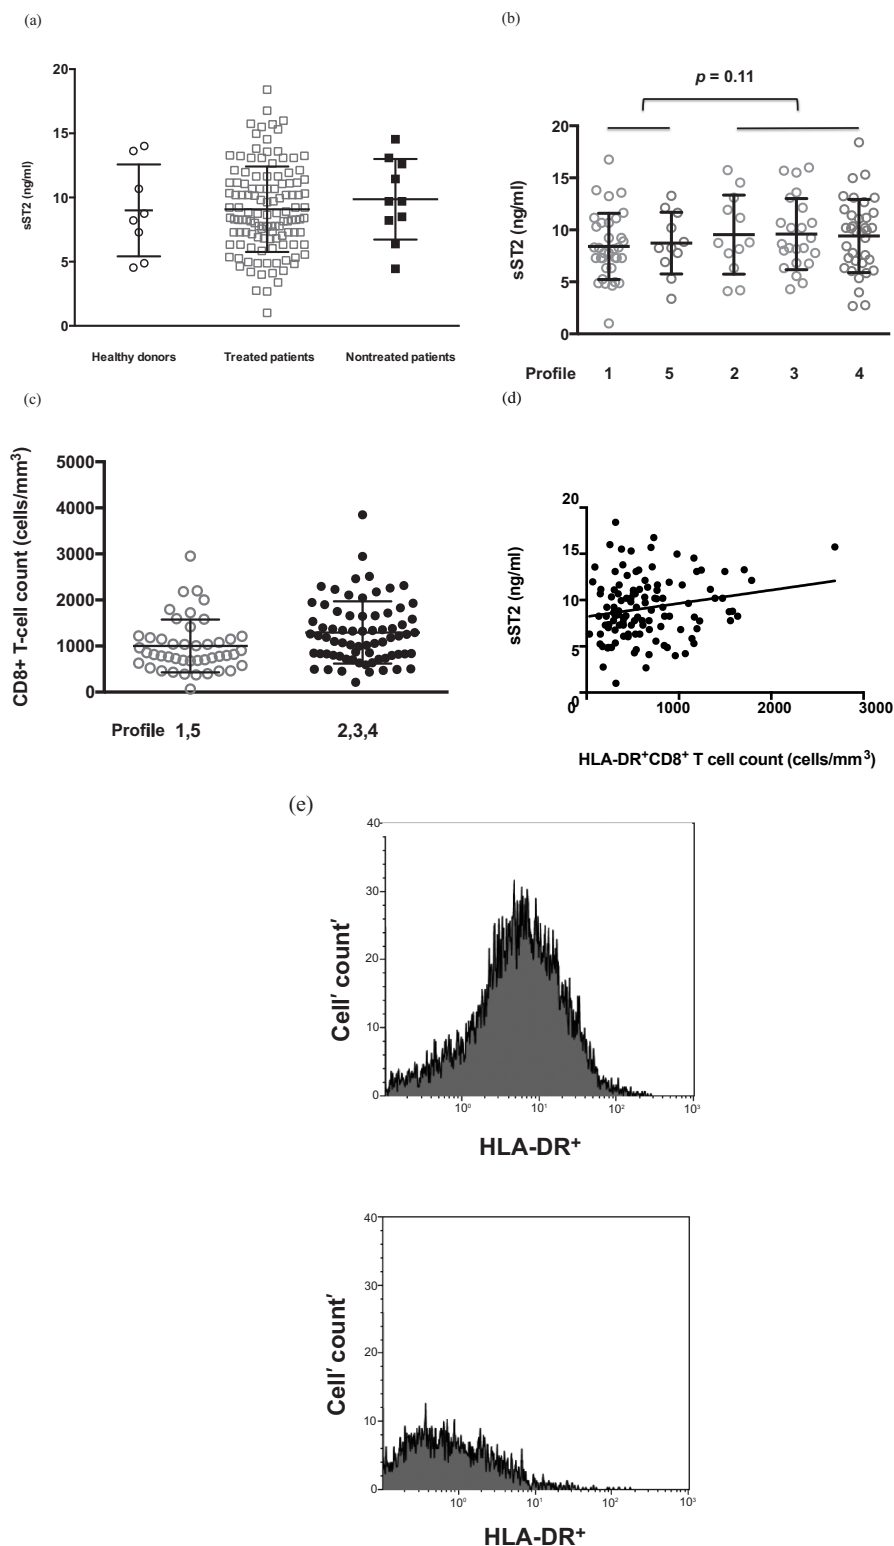 (a)
sST2 (ng/ml)
20
15
10
5
0
Healthy donors Treated patients Nontreated patients
(b)
p = 0.11
sST2 (ng/ml)
20
15
10
5
0
Profile 1 5 2 3 4
(c)
CD8+ T-cell count (cells/mm³)
5000
4000
3000
2000
1000
0
Profile 1,5 2,3,4
(d)
sST2 (ng/ml)
20
15
10
5
0
0 1000 2000 3000
HLA-DR⁺CD8⁺ T cell count (cells/mm³)
(e)
Cell′ count′
40
30
20
10
0
10⁰ 10¹ 10² 10³
HLA-DR⁺
Cell′ count′
40
30
20
10
0
10⁰ 10¹ 10² 10³
HLA-DR⁺